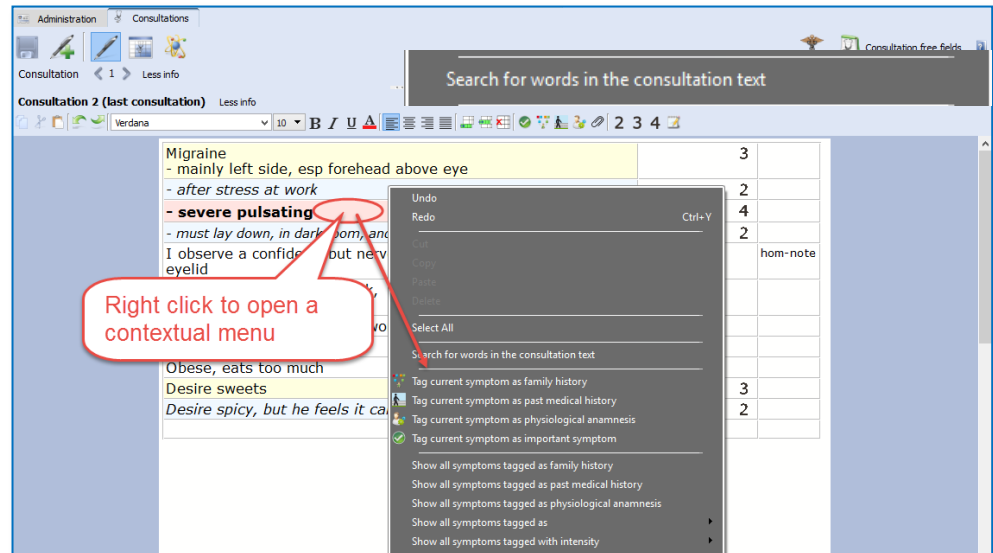 Administration Consultations
Consultation free fields
Consultation 1 Less info
Search for words in the consultation text
Consultation 2 (last consultation) Less info
Verdana 10 B I U A 2 3 4
Migraine 3
- mainly left side, esp forehead above eye
- after stress at work 2
- severe pulsating 4
- must lay down, in dark room, and 2
I observe a confide but nerv hom-note
eyelid
Right click to open a
contextual menu
Obese, eats too much
Desire sweets 3
Desire spicy, but he feels it ca 2
Undo
Redo Ctrl+Y
Cut
Copy
Paste
Delete
Select All
Search for words in the consultation text
Tag current symptom as family history
Tag current symptom as past medical history
Tag current symptom as physiological anamnesis
Tag current symptom as important symptom
Show all symptoms tagged as family history
Show all symptoms tagged as past medical history
Show all symptoms tagged as physiological anamnesis
Show all symptoms tagged as
Show all symptoms tagged with intensity